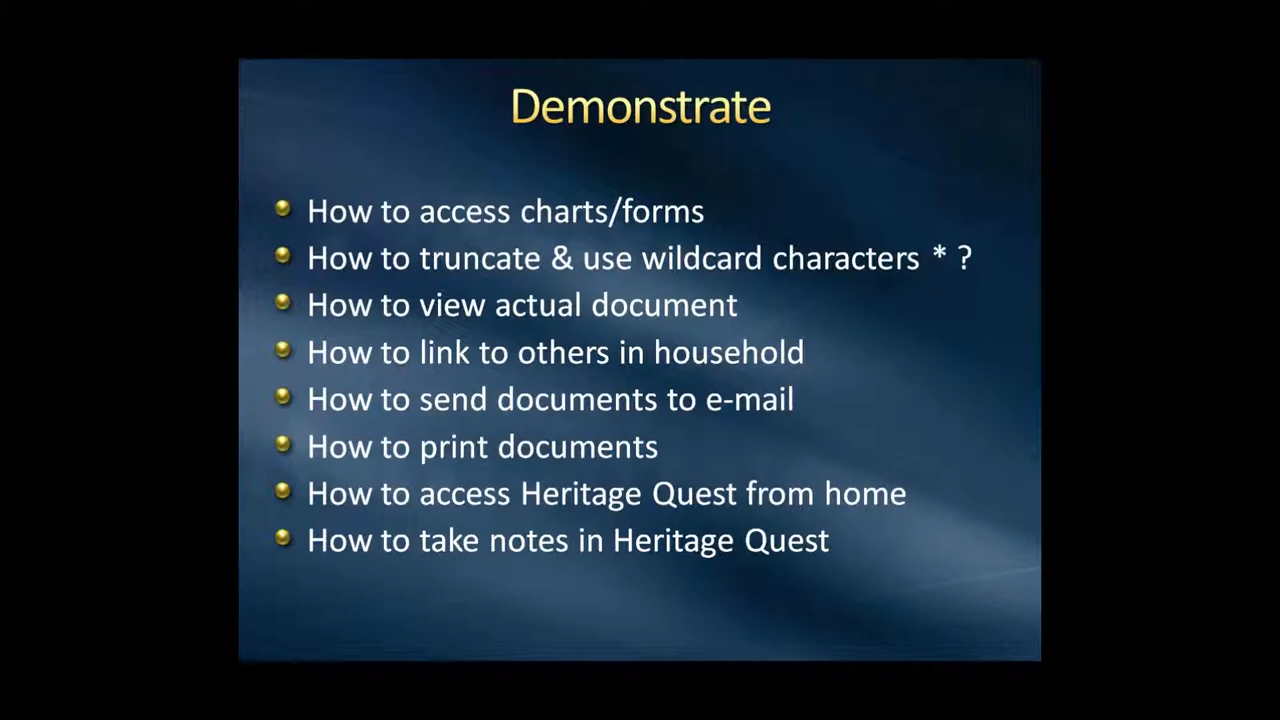 Demonstrate
How to access charts/forms
How to truncate & use wildcard characters * ?
How to view actual document
How to link to others in household
How to send documents to e-mail
How to print documents
How to access Heritage Quest from home
How to take notes in Heritage Quest